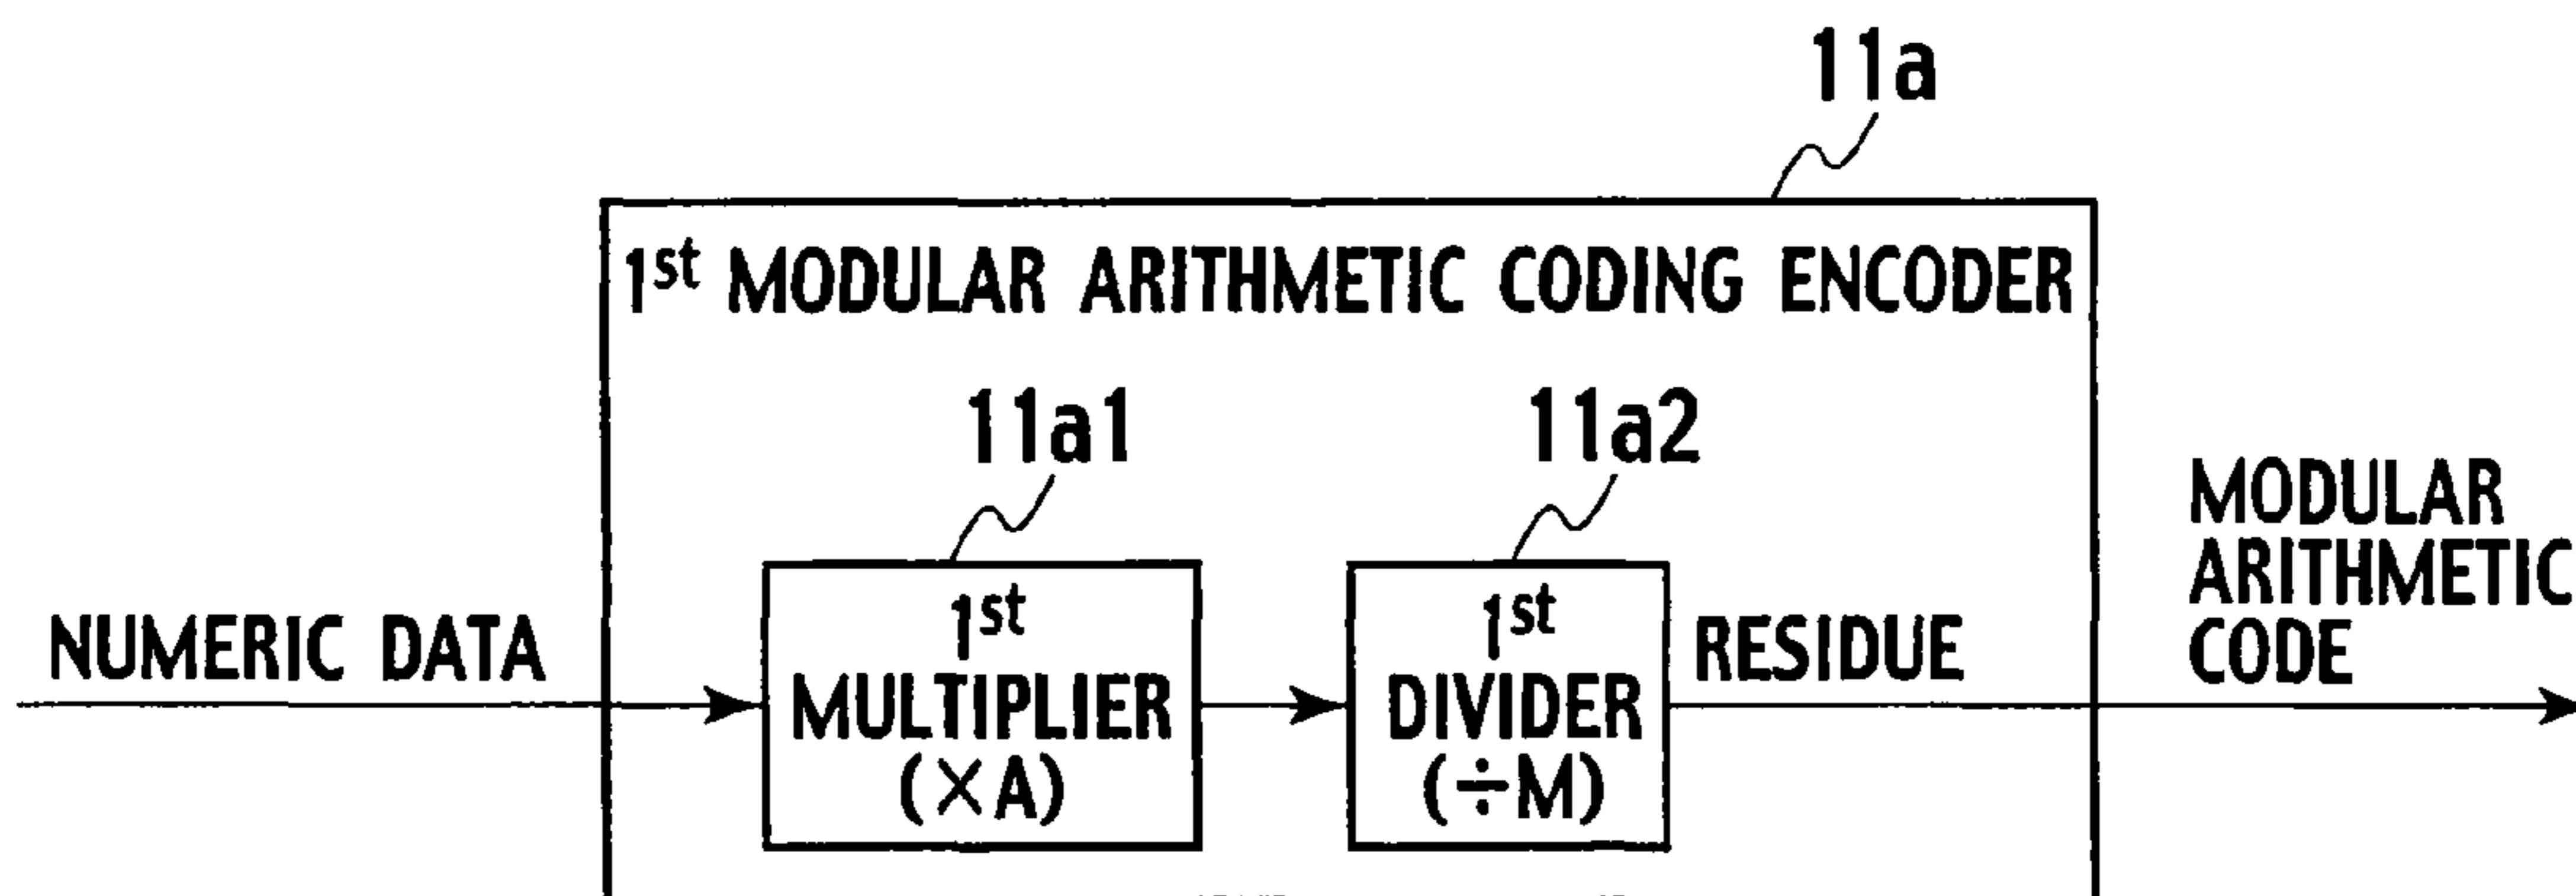 11a
1st MODULAR ARITHMETIC CODING ENCODER
11a1
11a2
NUMERIC DATA
1st
MULTIPLIER
(×A)
1st
DIVIDER
(÷M)
RESIDUE
MODULAR
ARITHMETIC
CODE